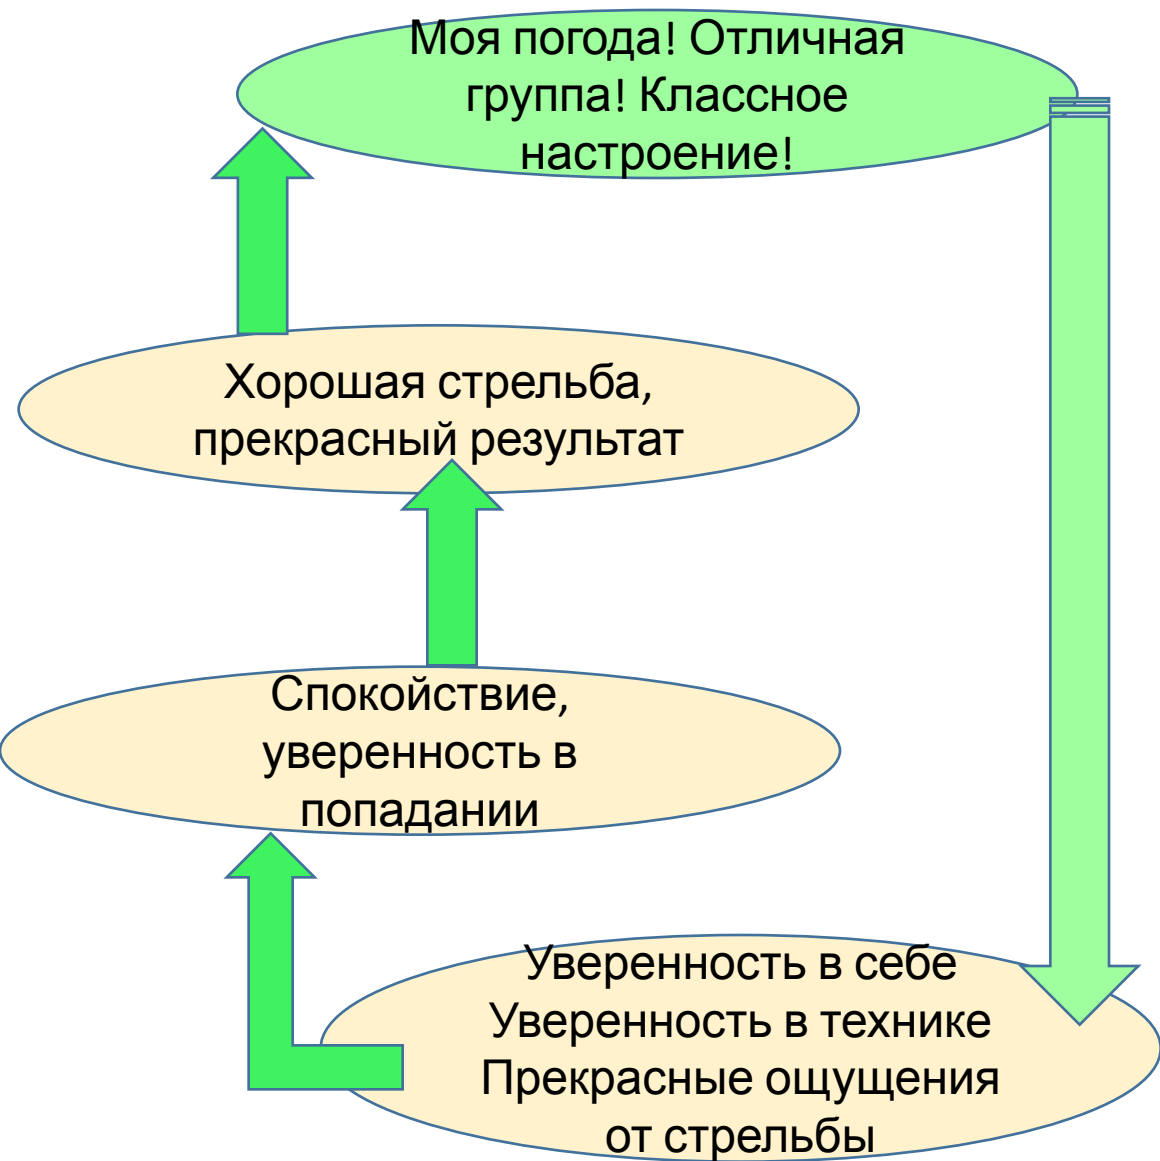 Моя погода! Отличная
группа! Классное
настроение!
Хорошая стрельба,
прекрасный результат
Спокойствие,
уверенность в
попадании
Уверенность в себе
Уверенность в технике
Прекрасные ощущения
от стрельбы